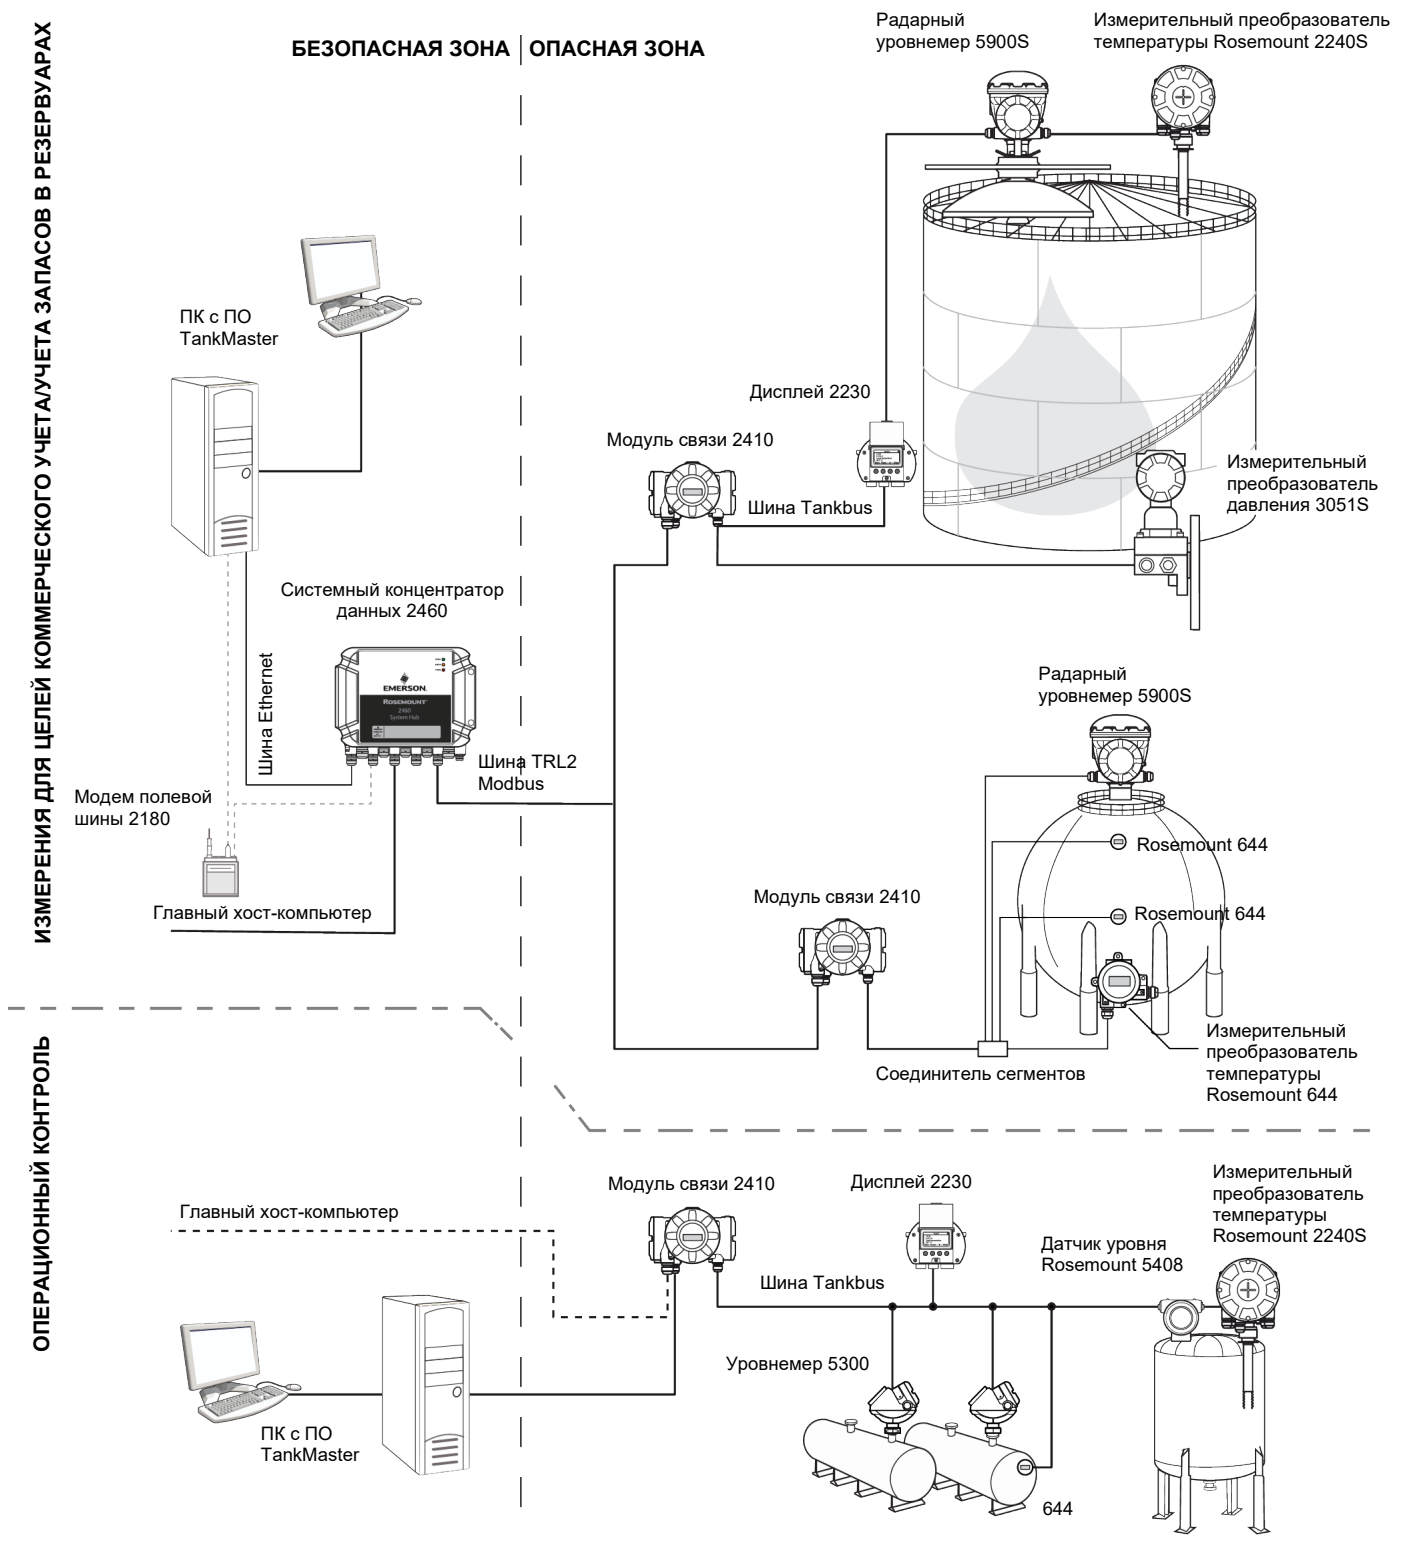 ИЗМЕРЕНИЯ ДЛЯ ЦЕЛЕЙ КОММЕРЧЕСКОГО УЧЕТА/УЧЕТА ЗАПАСОВ В РЕЗЕРВУАРАХ
БЕЗОПАСНАЯ ЗОНА
ОПАСНАЯ ЗОНА
Радарный
уровнемер 5900S
Измерительный преобразователь
температуры Rosemount 2240S
ПК с ПО
TankMaster
Дисплей 2230
Модуль связи 2410
Шина Tankbus
Измерительный
преобразователь
давления 3051S
Системный концентратор
данных 2460
EMERSON
ROSEMOUNT
2460
System Hub
Шина Ethernet
Шина TRL2
Modbus
Модем полевой
шины 2180
Главный хост-компьютер
Радарный
уровнемер 5900S
Rosemount 644
Rosemount 644
Модуль связи 2410
Соединитель сегментов
Измерительный
преобразователь
температуры
Rosemount 644
ОПЕРАЦИОННЫЙ КОНТРОЛЬ
Главный хост-компьютер
Модуль связи 2410
Дисплей 2230
Измерительный
преобразователь
температуры
Rosemount 2240S
Датчик уровня
Rosemount 5408
Шина Tankbus
Уровнемер 5300
ПК с ПО
TankMaster
644